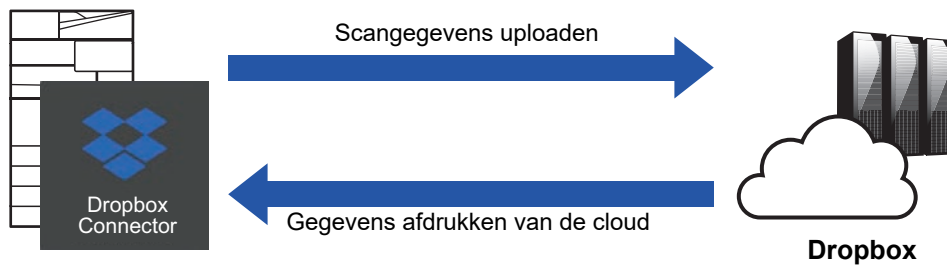 Scangegevens uploaden
Dropbox
Connector
Gegevens afdrukken van de cloud
Dropbox